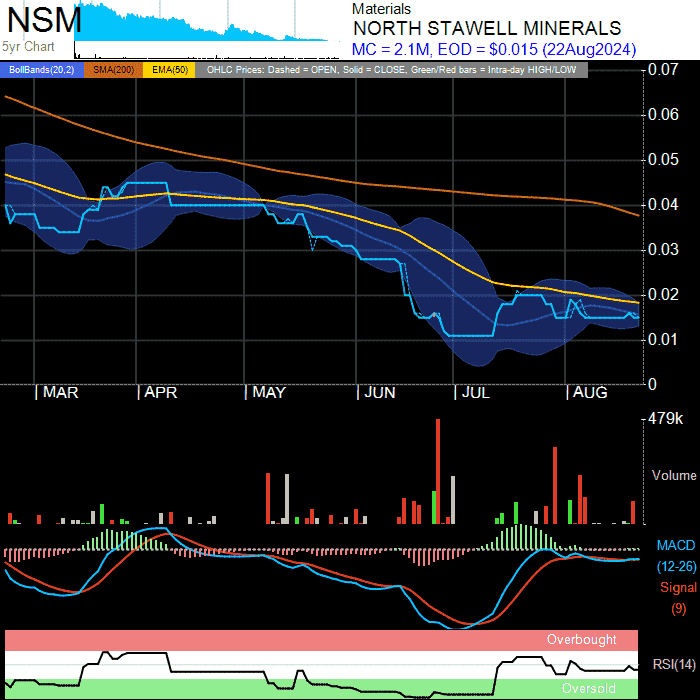 NSM
5yr Chart
Materials
NORTH STAWELL MINERALS
MC = 2.1M, EOD = $0.015 (22Aug2024)
BollBands(20,2) SMA(200) EMA(50) OHLC Prices: Dashed = OPEN, Solid = CLOSE, Green/Red bars = Intra-day HIGH/LOW
0.07
0.06
0.05
0.04
0.03
0.02
0.01
0
| MAR | APR | MAY | JUN | JUL | AUG
479k
Volume
MACD
(12-26)
Signal
(9)
Overbought
RSI(14)
Oversold